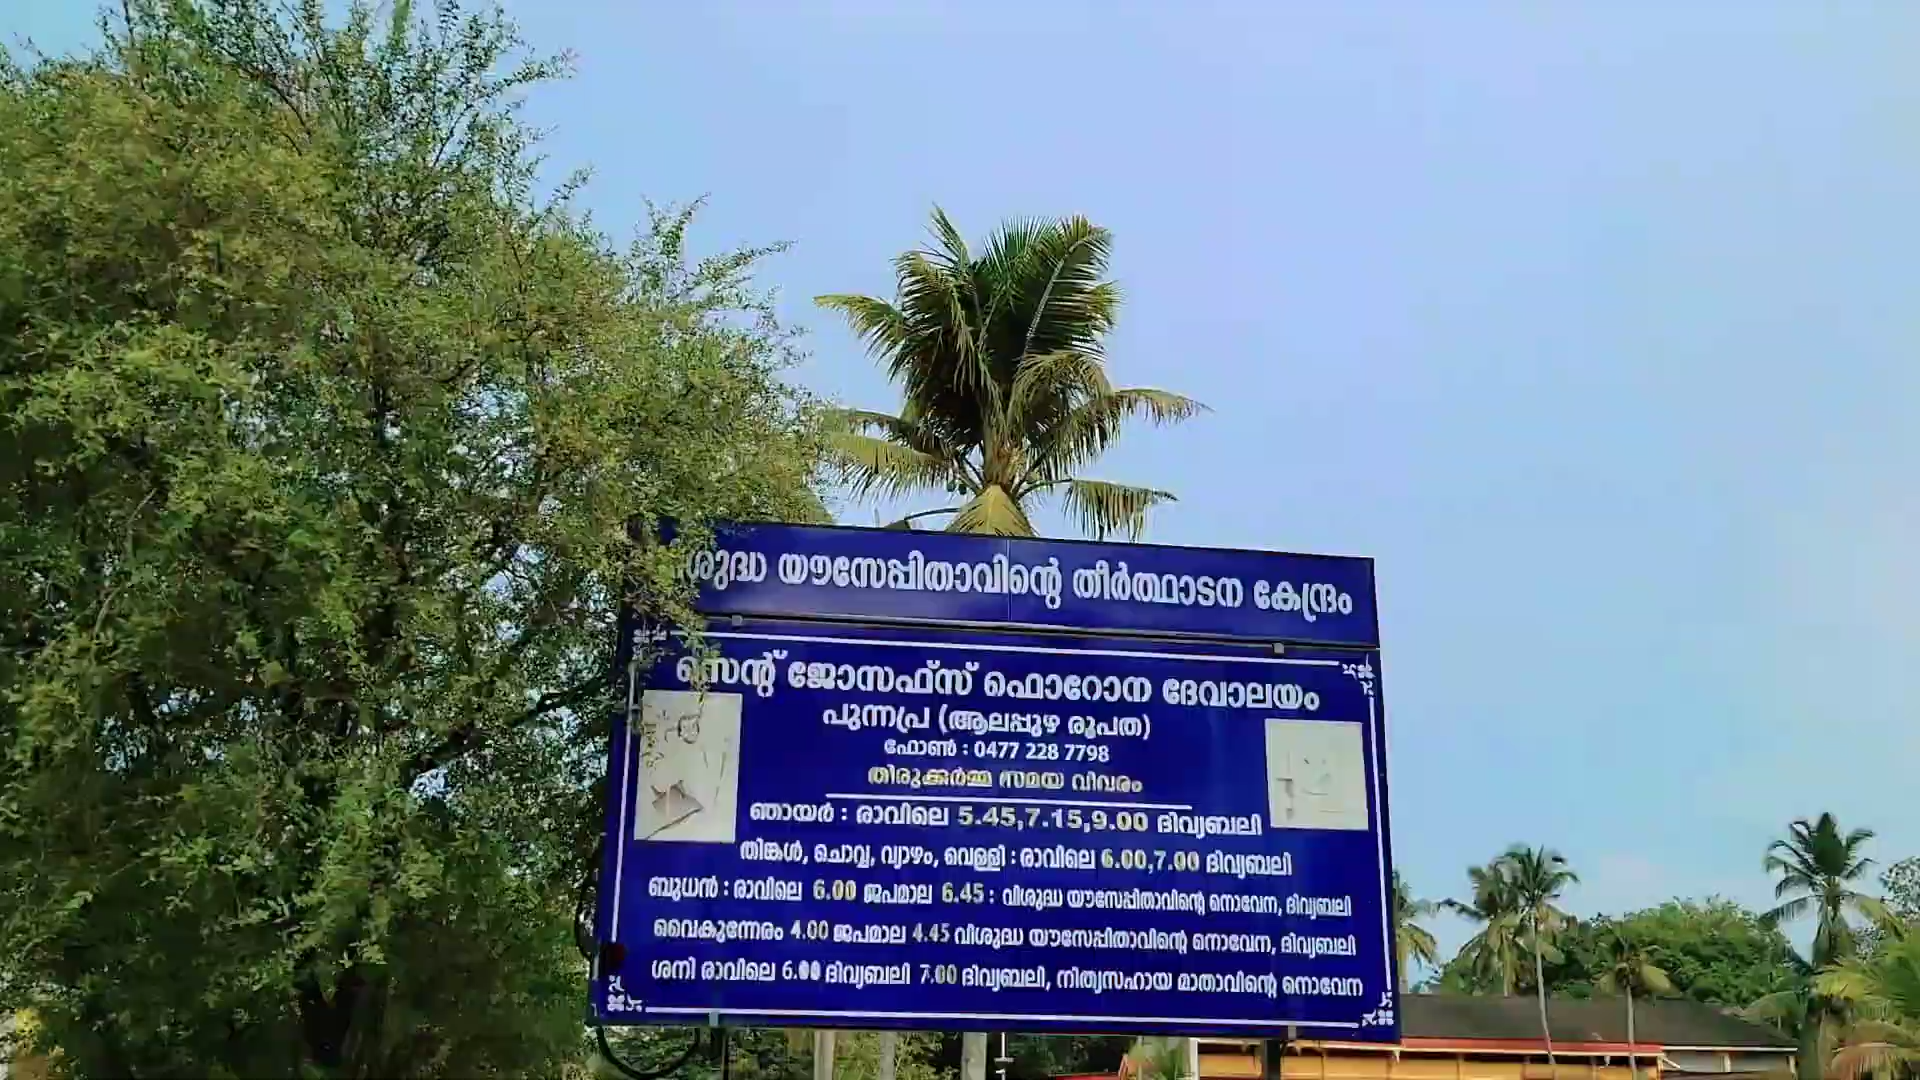 ശുദ്ധ യൗസേപ്പിതാവിന്റെ തീർത്ഥാടന കേന്ദ്രം
സെന്റ് ജോസഫ്സ് ഫൊറോന ദേവാലയം
പുന്നപ്ര (ആലപ്പുഴ രൂപത)
ഫോൺ : 0477 228 7798
തിരുക്കർമ്മ സമയ വിവരം
ഞായർ : രാവിലെ 5.45,7.15,9.00 ദിവ്യബലി
തിങ്കൾ, ചൊവ്വ, വ്യാഴം, വെള്ളി : രാവിലെ 6.00,7.00 ദിവ്യബലി
ബുധൻ : രാവിലെ 6.00 ജപമാല 6.45 : വിശുദ്ധ യൗസേപ്പിതാവിന്റെ നൊവേന, ദിവ്യബലി
വൈകുന്നേരം 4.00 ജപമാല 4.45 വിശുദ്ധ യൗസേപ്പിതാവിന്റെ നൊവേന, ദിവ്യബലി
ശനി രാവിലെ 6.00 ദിവ്യബലി 7.00 ദിവ്യബലി, നിത്യസഹായ മാതാവിന്റെ നൊവേന